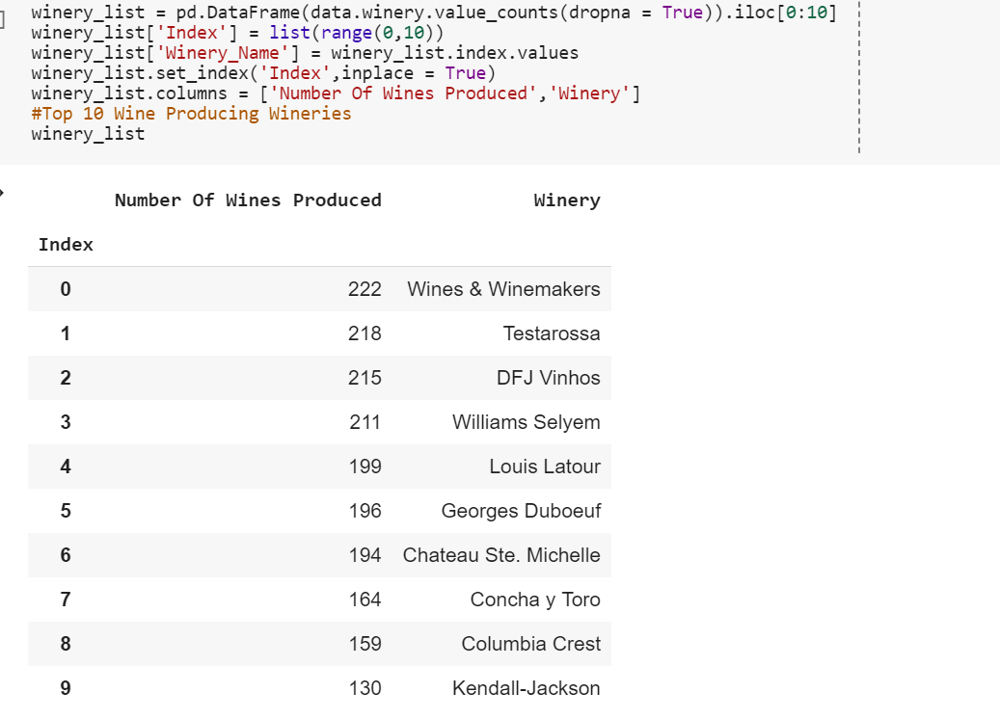 winery_list = pd.DataFrame(data.winery.value_counts(dropna = True)).iloc[0:10]
winery_list['Index'] = list(range(0,10))
winery_list['Winery_Name'] = winery_list.index.values
winery_list.set_index('Index',inplace = True)
winery_list.columns = ['Number Of Wines Produced','Winery']
#Top 10 Wine Producing Wineries
winery_list
Number Of Wines Produced Winery
Index
0 222 Wines & Winemakers
1 218 Testarossa
2 215 DFJ Vinhos
3 211 Williams Selyem
4 199 Louis Latour
5 196 Georges Duboeuf
6 194 Chateau Ste. Michelle
7 164 Concha y Toro
8 159 Columbia Crest
9 130 Kendall-Jackson